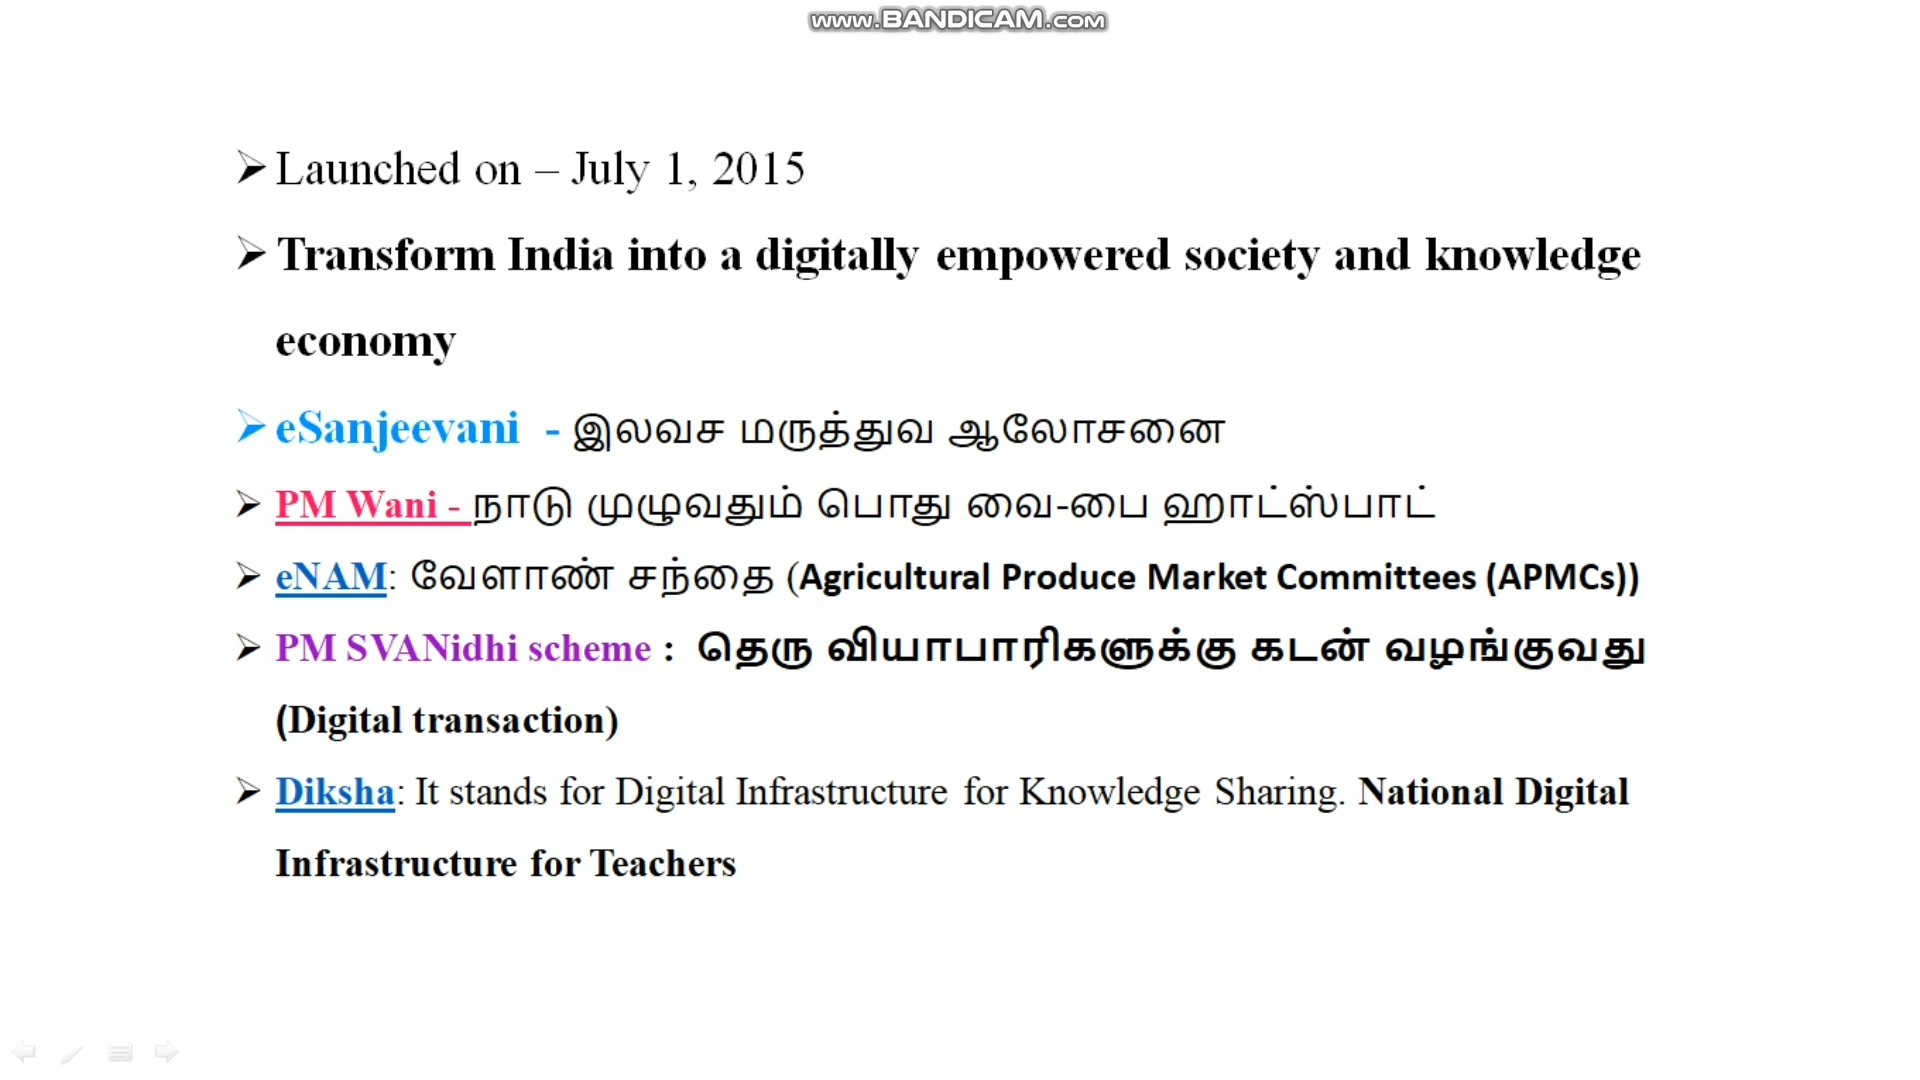 www.BANDICAM.com
➢ Launched on – July 1, 2015
➢ Transform India into a digitally empowered society and knowledge
economy
➢ eSanjeevani - இலவச மருத்துவ ஆலோசனை
➢ PM Wani - நாடு முழுவதும் பொது வை-பை ஹாட்ஸ்பாட்
➢ eNAM: வேளாண் சந்தை (Agricultural Produce Market Committees (APMCs))
➢ PM SVANidhi scheme : தெரு வியாபாரிகளுக்கு கடன் வழங்குவது
(Digital transaction)
➢ Diksha: It stands for Digital Infrastructure for Knowledge Sharing. National Digital
Infrastructure for Teachers